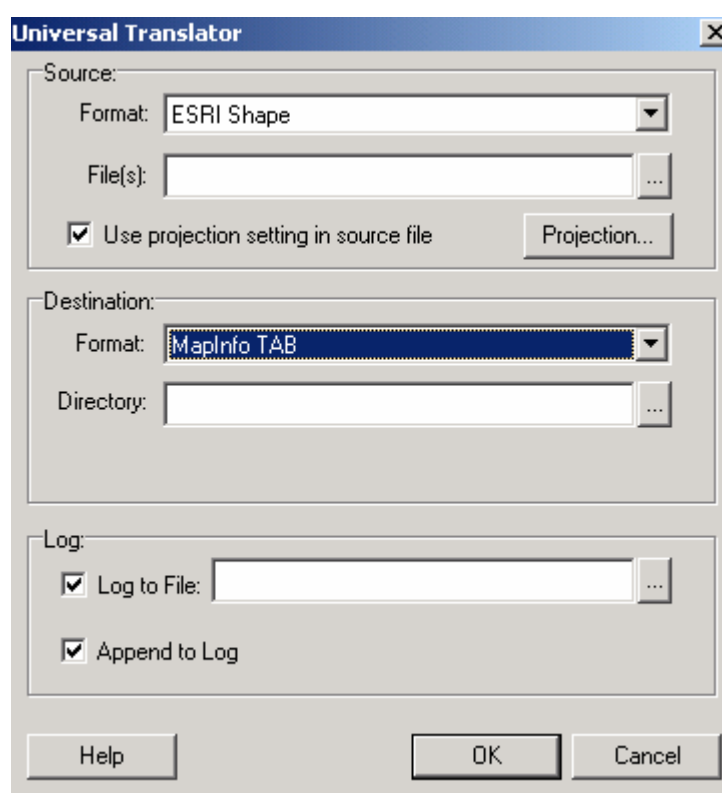 Universal Translator
Source:
Format: ESRI Shape
File(s): ...
Use projection setting in source file Projection...
Destination:
Format: MapInfo TAB
Directory: ...
Log:
Log to File: ...
Append to Log
Help OK Cancel